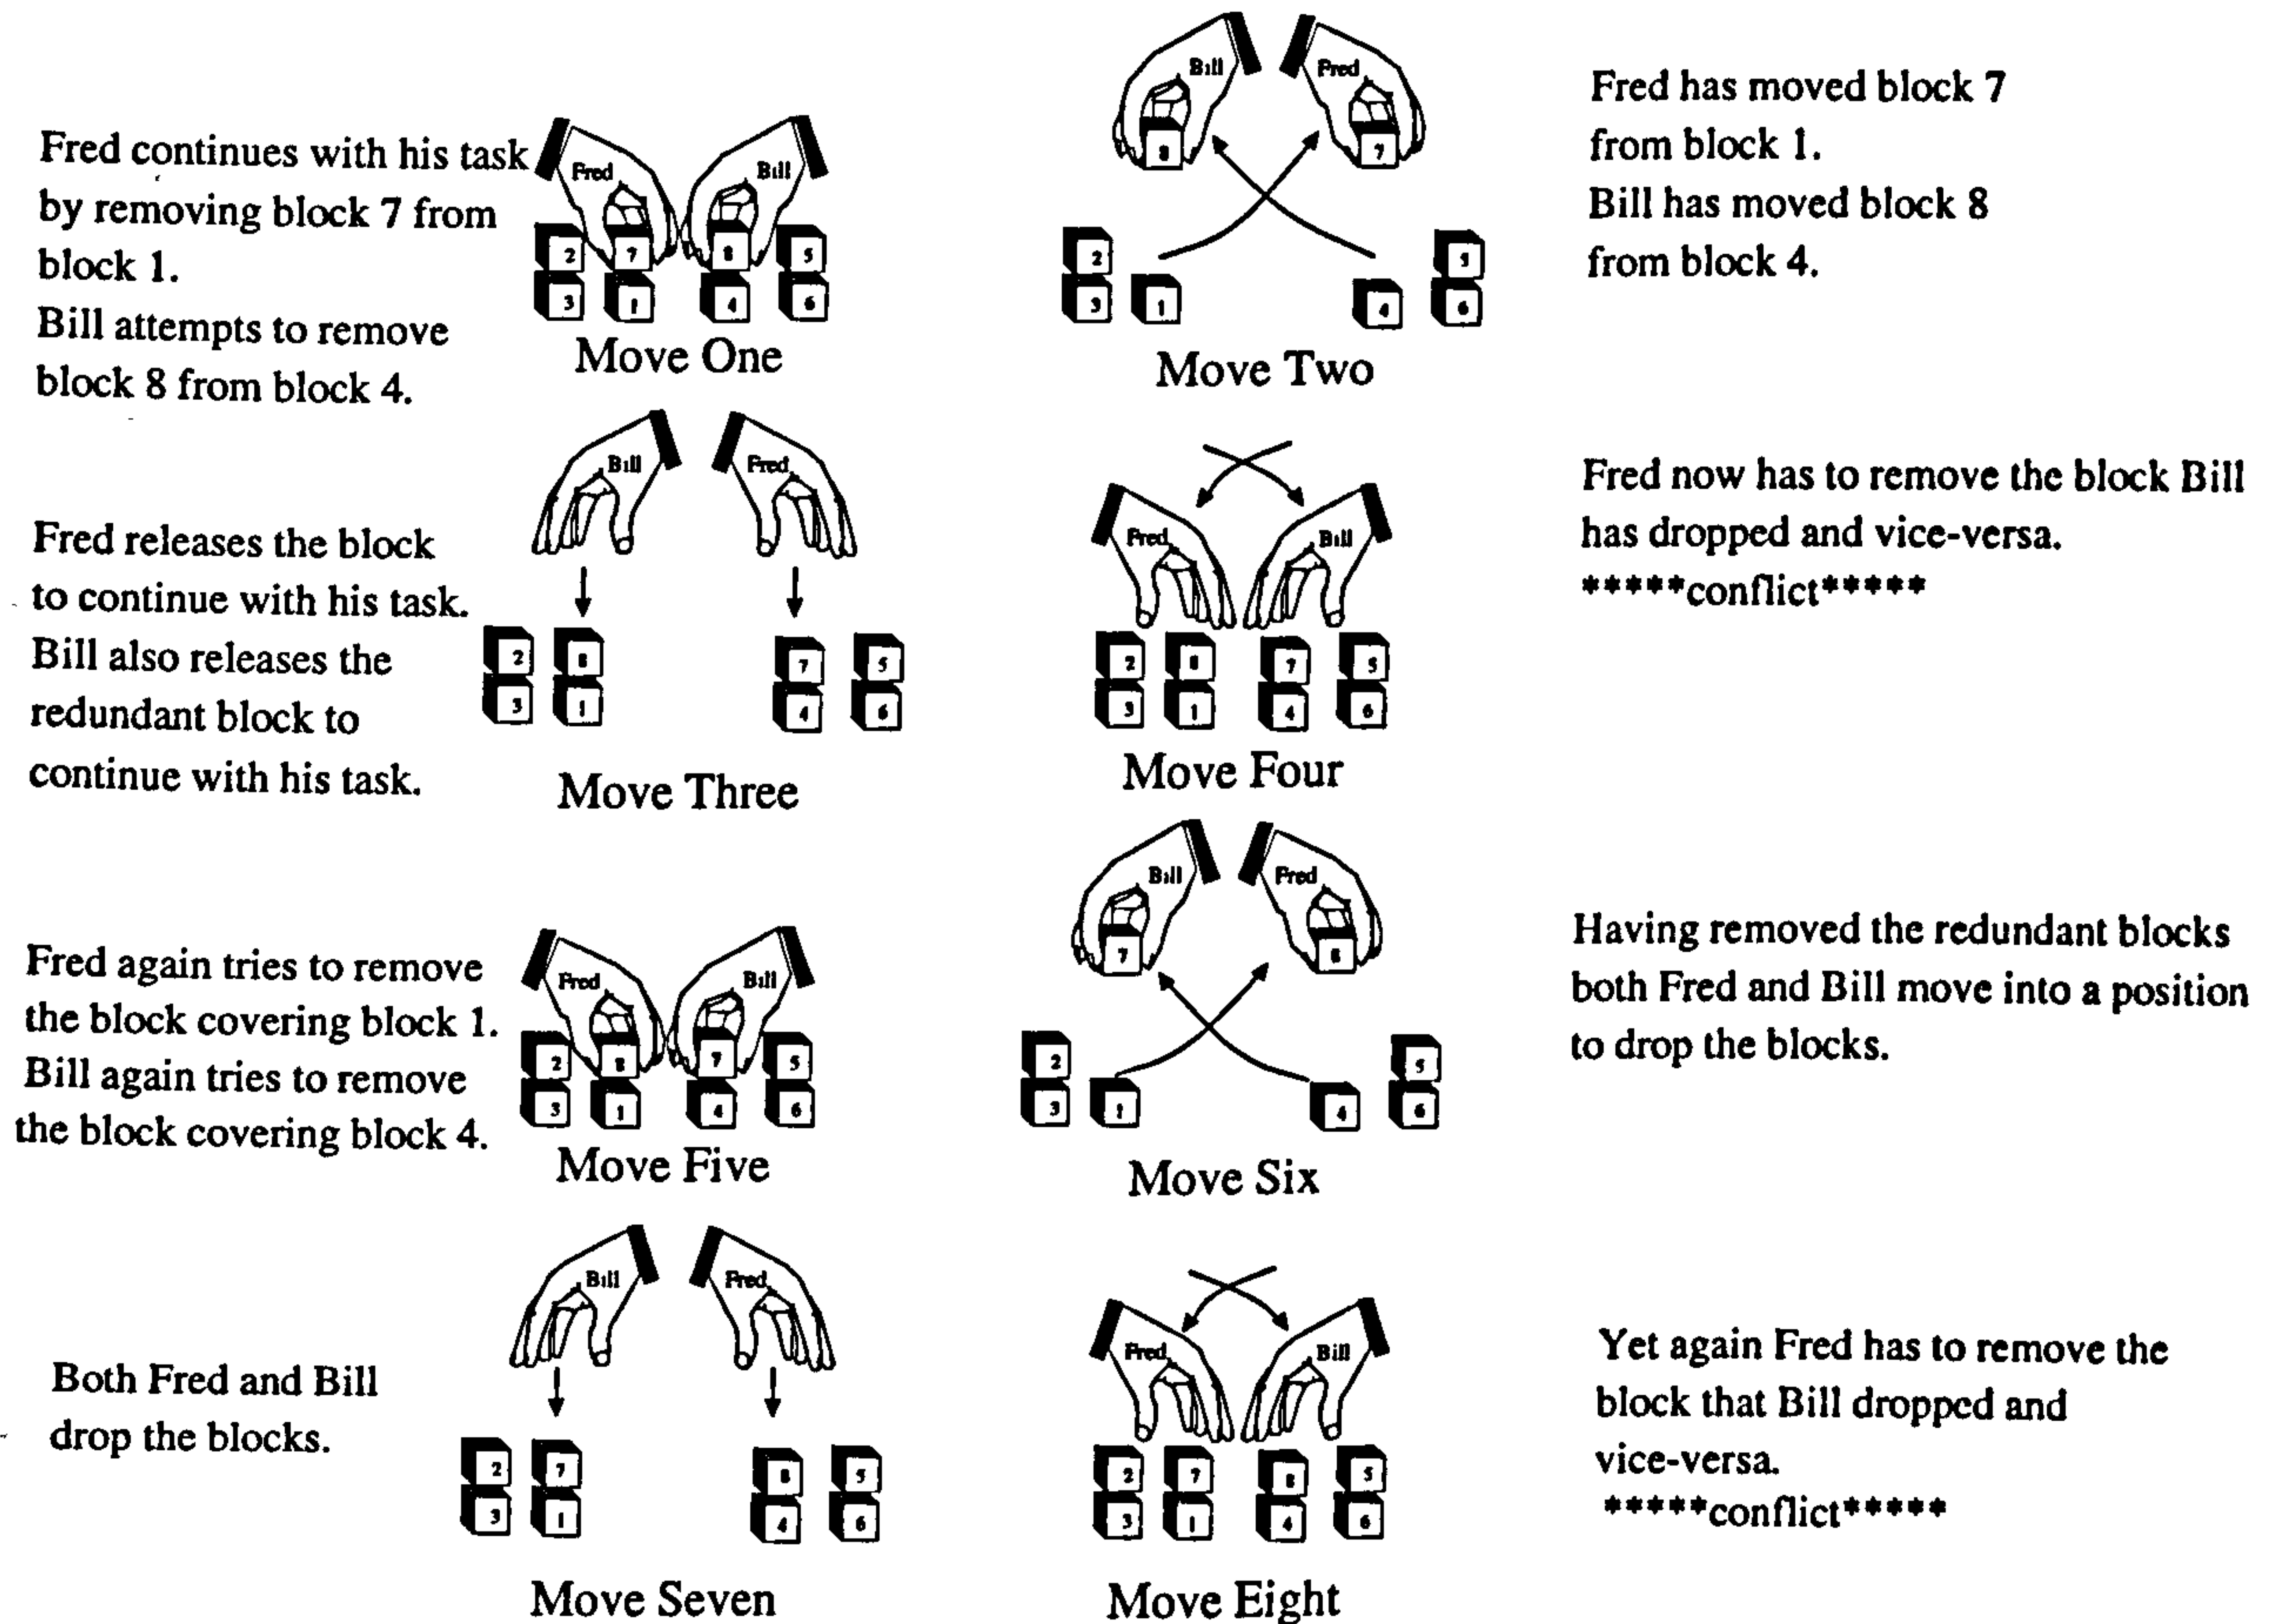 Fred continues with his task
by removing block 7 from
block 1.
Bill attempts to remove
block 8 from block 4.
Fred Bill
2 7 8 5
3 1 4 6
Move One
Bill Fred
8 7
2 5
3 1 4 6
Move Two
Fred has moved block 7
from block 1.
Bill has moved block 8
from block 4.
Fred releases the block
to continue with his task.
Bill also releases the
redundant block to
continue with his task.
Bill Fred
2 8 7 5
3 1 4 6
Move Three
Fred Bill
2 8 7 5
3 1 4 6
Move Four
Fred now has to remove the block Bill
has dropped and vice-versa.
*****conflict*****
Fred again tries to remove
the block covering block 1.
Bill again tries to remove
the block covering block 4.
Fred Bill
2 8 7 5
3 1 4 6
Move Five
Bill Fred
7 8
2 5
3 1 4 6
Move Six
Having removed the redundant blocks
both Fred and Bill move into a position
to drop the blocks.
Both Fred and Bill
drop the blocks.
Bill Fred
2 7 8 5
3 1 4 6
Move Seven
Fred Bill
2 7 8 5
3 1 4 6
Move Eight
Yet again Fred has to remove the
block that Bill dropped and
vice-versa.
*****conflict*****